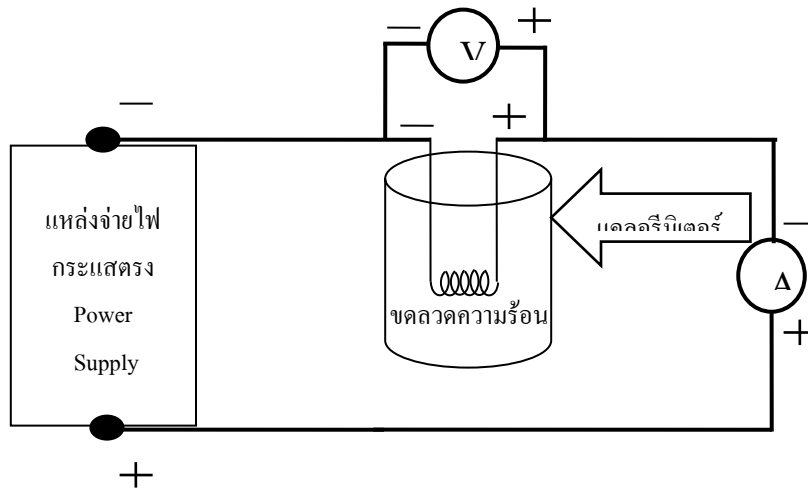 V
แหล่งจ่ายไฟ
กระแสตรง
Power
Supply
แคลอรีมิเตอร์
ขดลวดความร้อน
A